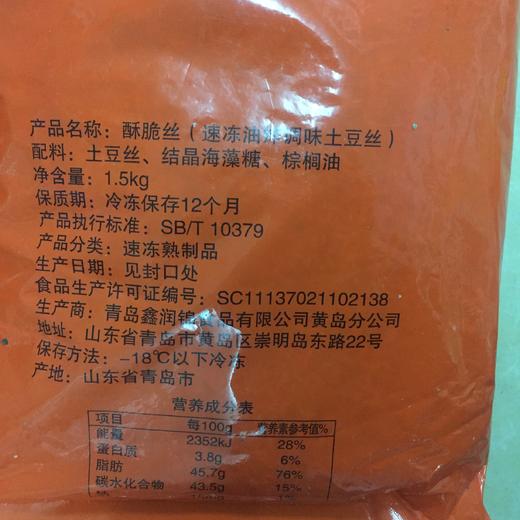 产品名称：酥脆丝（速冻油炸调味土豆丝）
配料：土豆丝、结晶海藻糖、棕榈油
净含量：1.5kg
保质期：冷冻保存12个月
产品执行标准：SB/T 10379
产品分类：速冻熟制品
生产日期：见封口处
食品生产许可证编号：SC11137021102138
生产商：青岛鑫润锦食品有限公司黄岛分公司
地址：山东省青岛市黄岛区崇明岛东路22号
保存方法：-18℃以下冷冻
产地：山东省青岛市
营养成分表
项目 每100g 营养素参考值%
能量 2352kJ 28%
蛋白质 3.8g 6%
脂肪 45.7g 76%
碳水化合物 43.5g 15%